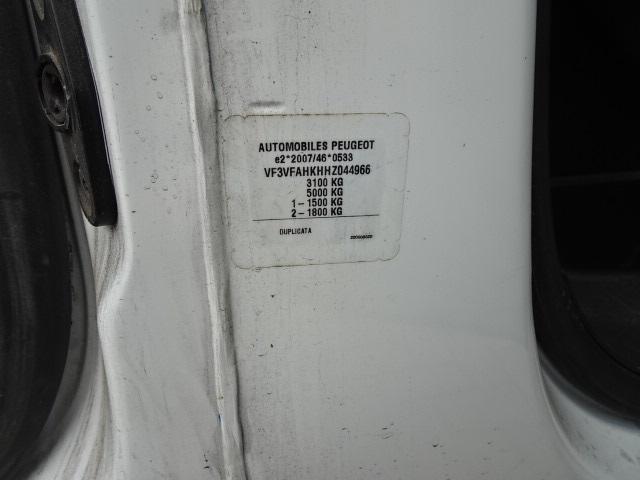 AUTOMOBILES PEUGEOT
e2*2007/46*0533
VF3VFAHKHHZ044966
3100 KG
5000 KG
1- 1500 KG
2- 1800 KG
DUPLICATA